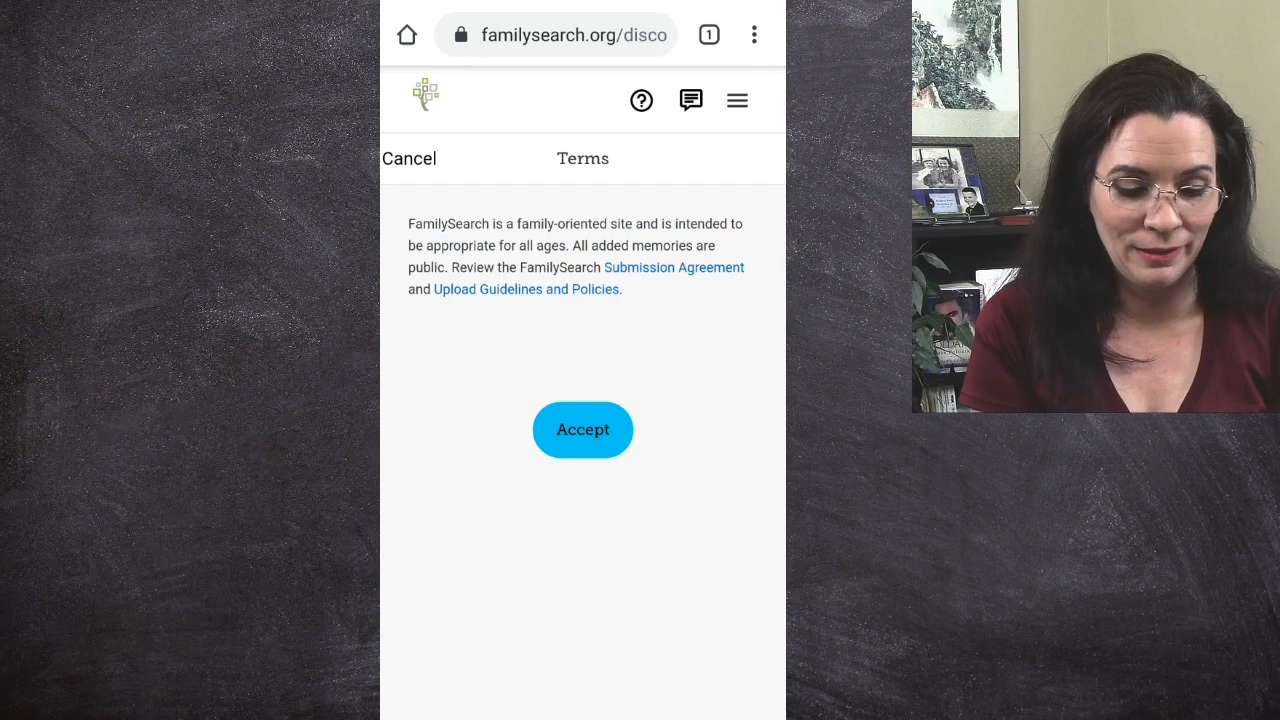 familysearch.org/disco
1
Cancel
Terms
FamilySearch is a family-oriented site and is intended to
be appropriate for all ages. All added memories are
public. Review the FamilySearch Submission Agreement
and Upload Guidelines and Policies.
Accept